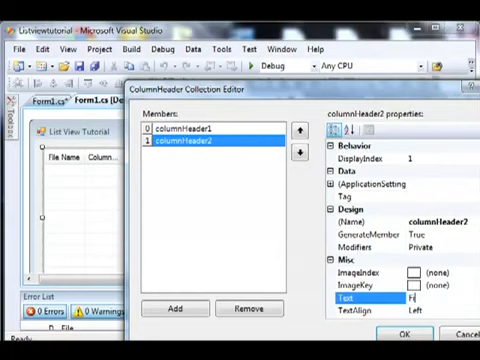 Listviewtutorial - Microsoft Visual Studio
File Edit View Project Build Debug Data Test Window Help
Debug Any CPU
Form1.cs* Form1.cs [De
Toolbox
List View Tutorial
File Name Column...
Error List
0 Errors 0 Warnings
D.. File
Ready
ColumnHeader Collection Editor
Members:
0 columnHeader1
1 columnHeader2
Add Remove
columnHeader2 properties:
Behavior
DisplayIndex 1
Data
(ApplicationSetting
Tag
Design
(Name) columnHeader2
GenerateMember True
Modifiers Private
Misc
ImageIndex (none)
ImageKey (none)
Text Fi
TextAlign Left
OK Cancel